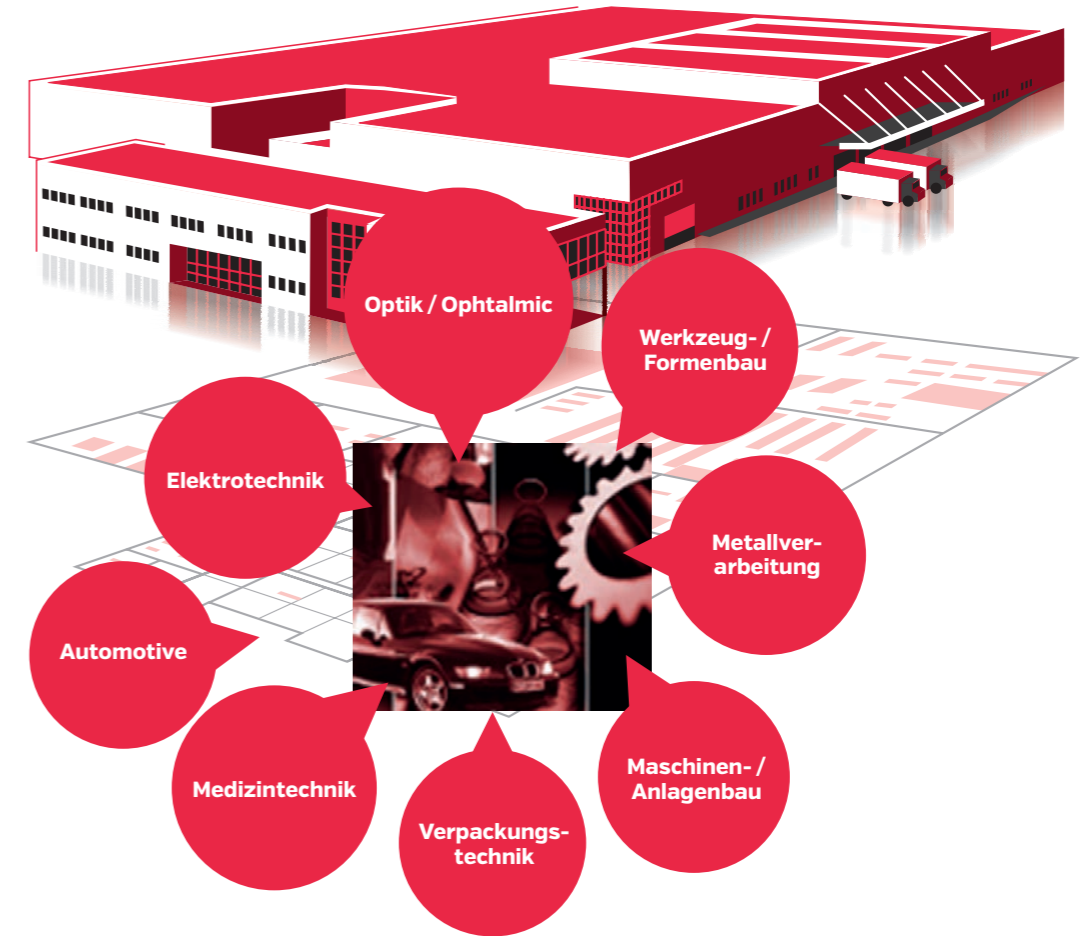 Optik / Ophtalmic
Werkzeug- /
Formenbau
Elektrotechnik
Metallver-
arbeitung
Automotive
Medizintechnik
Maschinen- /
Anlagenbau
Verpackungs-
technik